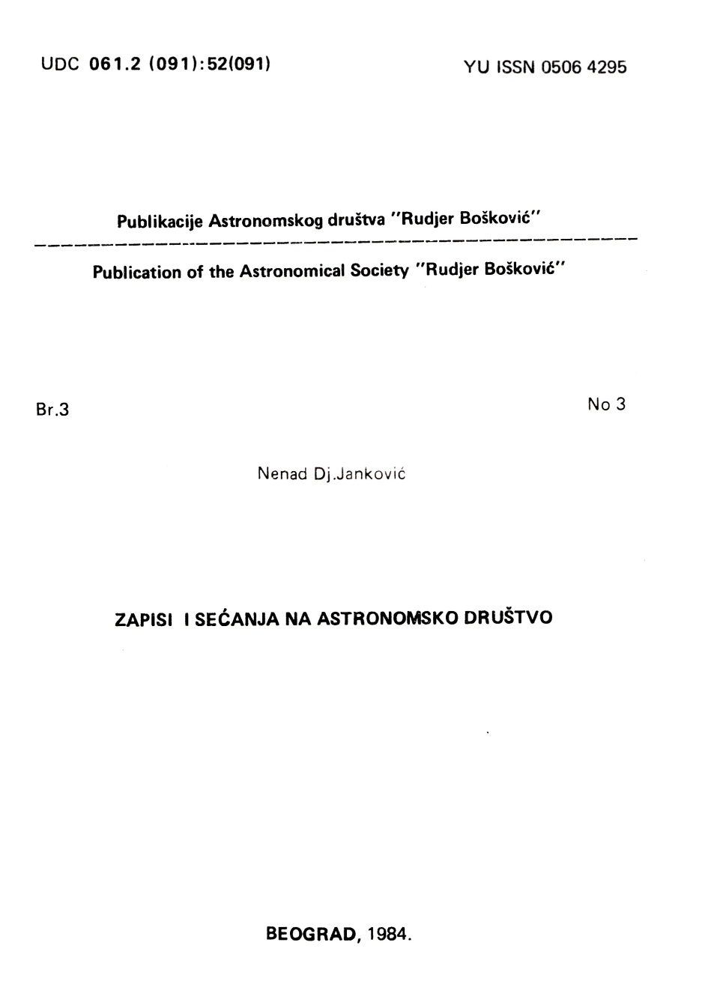 UDC 061.2 (091):52(091)
YU ISSN 0506 4295
Publikacije Astronomskog društva "Rudjer Bošković"
Publication of the Astronomical Society "Rudjer Bošković"
Br.3
No 3
Nenad Dj.Janković
ZAPISI I SEĆANJA NA ASTRONOMSKO DRUŠTVO
BEOGRAD, 1984.